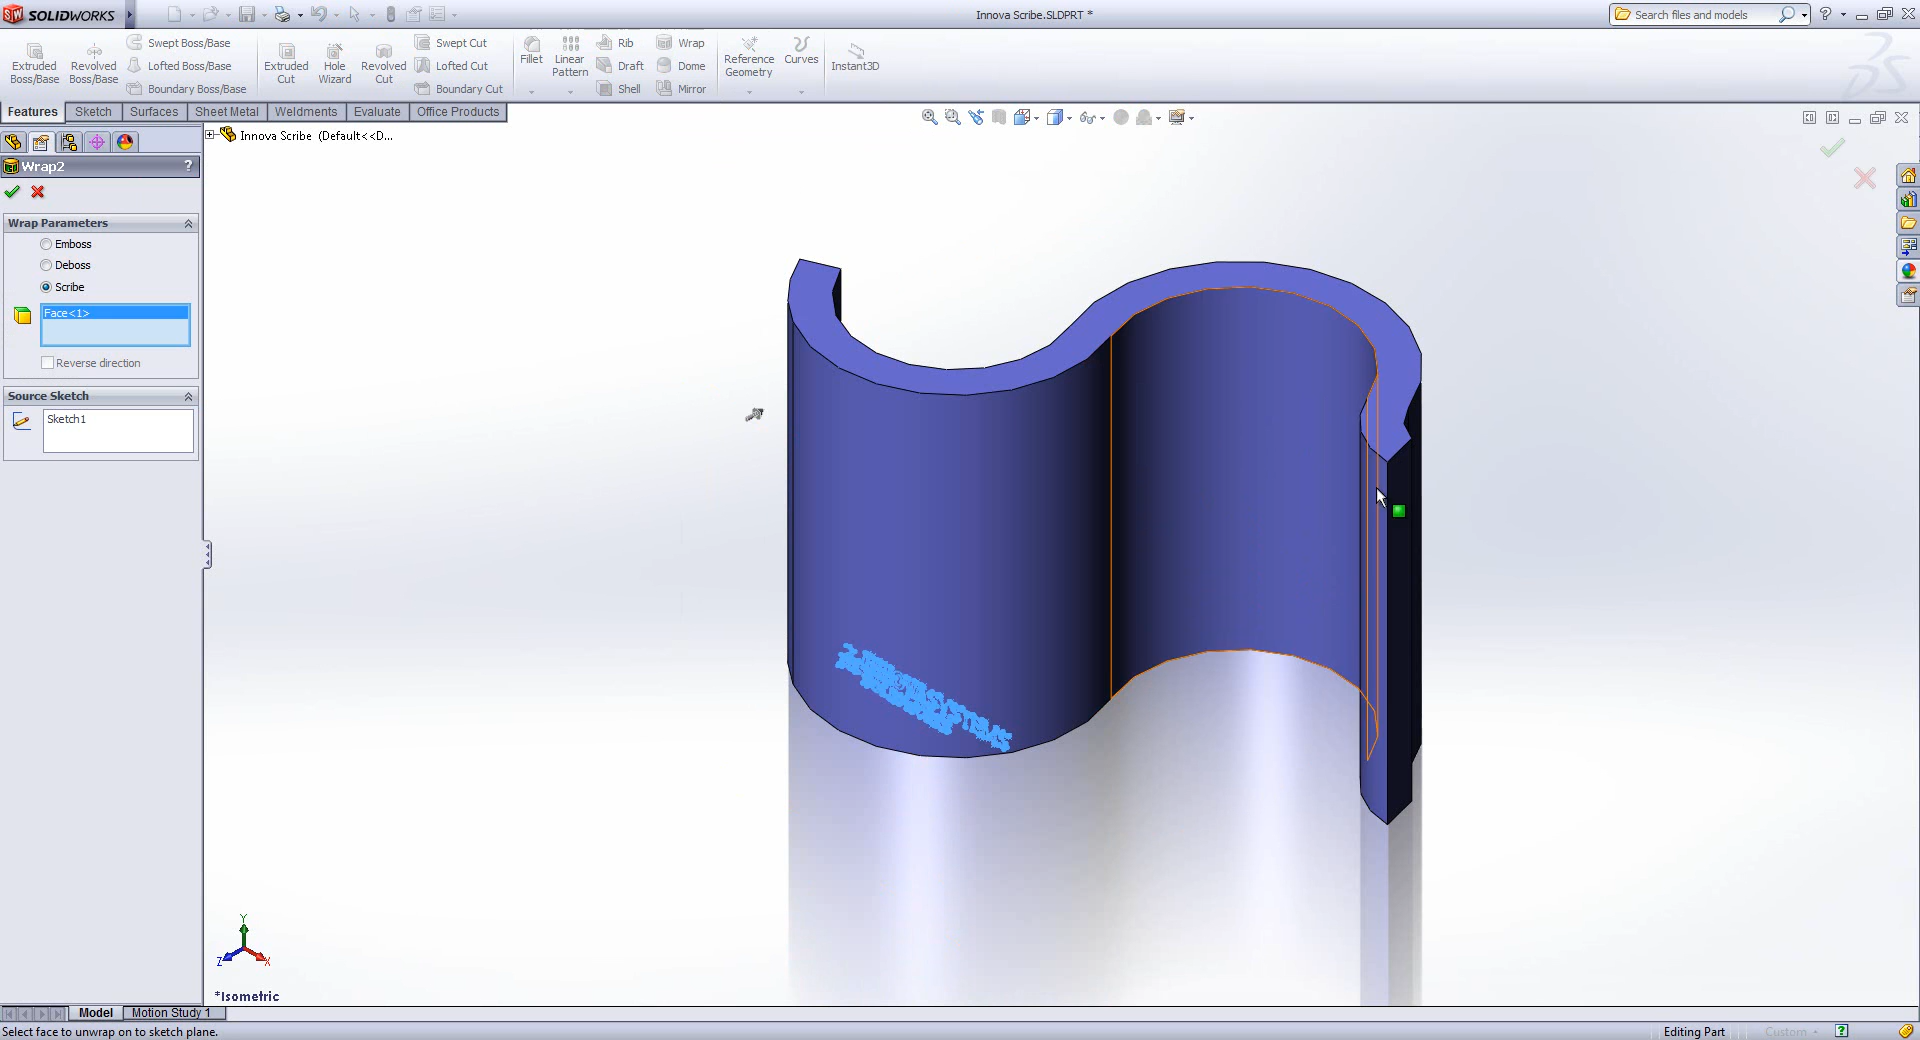 SOLIDWORKS
Innova Scribe.SLDPRT *
Search files and models
Extruded Boss/Base
Revolved Boss/Base
Swept Boss/Base
Lofted Boss/Base
Boundary Boss/Base
Extruded Cut
Hole Wizard
Revolved Cut
Swept Cut
Lofted Cut
Boundary Cut
Fillet
Linear Pattern
Rib
Draft
Shell
Wrap
Dome
Mirror
Reference Geometry
Curves
Instant3D
Features
Sketch
Surfaces
Sheet Metal
Weldments
Evaluate
Office Products
Innova Scribe (Default<<D...
Wrap2
?
Wrap Parameters
Emboss
Deboss
Scribe
Face<1>
Reverse direction
Source Sketch
Sketch1
Y
Z
X
*Isometric
Model
Motion Study 1
Select face to unwrap on to sketch plane.
Editing Part
Custom